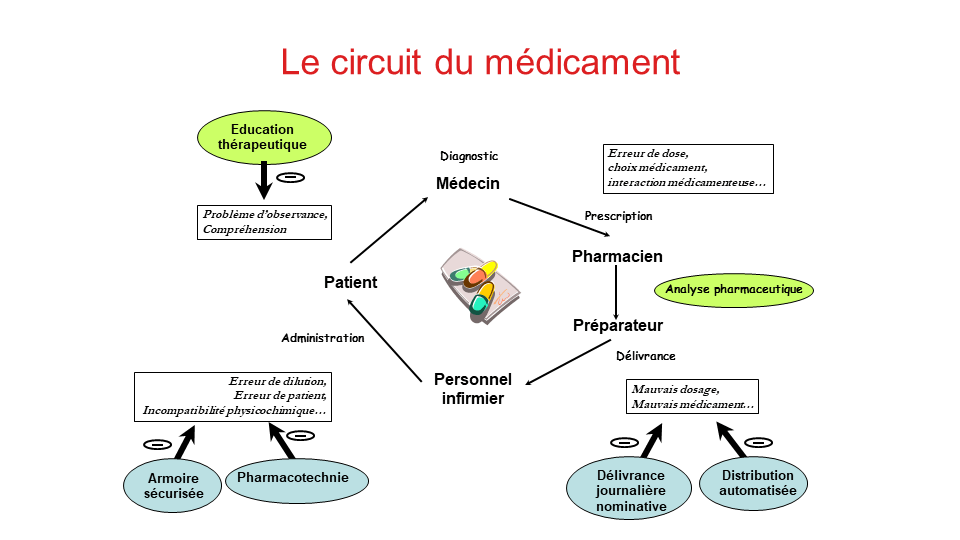 Le circuit du médicament
Education
thérapeutique
Diagnostic
Médecin
Erreur de dose,
choix médicament,
interaction médicamenteuse…
Problème d'observance,
Compréhension
Prescription
Pharmacien
Patient
Analyse pharmaceutique
Préparateur
Administration
Délivrance
Personnel
infirmier
Erreur de dilution,
Erreur de patient,
Incompatibilité physicochimique…
Mauvais dosage,
Mauvais médicament…
Armoire
sécurisée
Pharmacotechnie
Délivrance
journalière
nominative
Distribution
automatisée